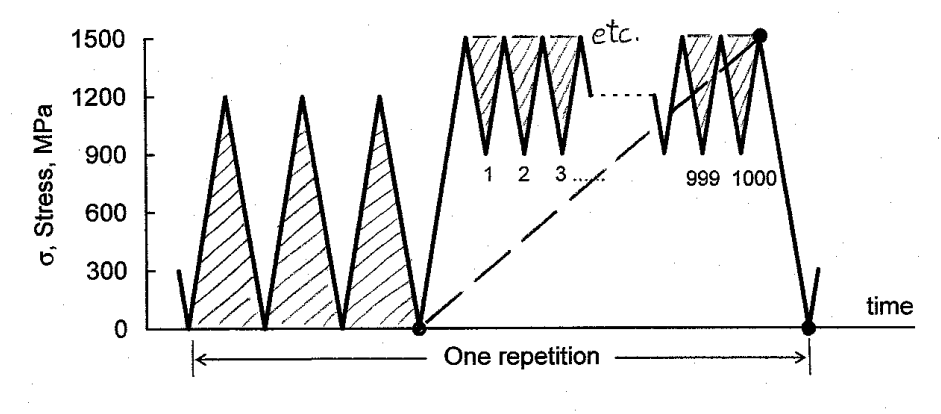 1500
etc.
1200
900
1 2 3 ...... 999 1000
600
300
0
σ, Stress, MPa
time
One repetition